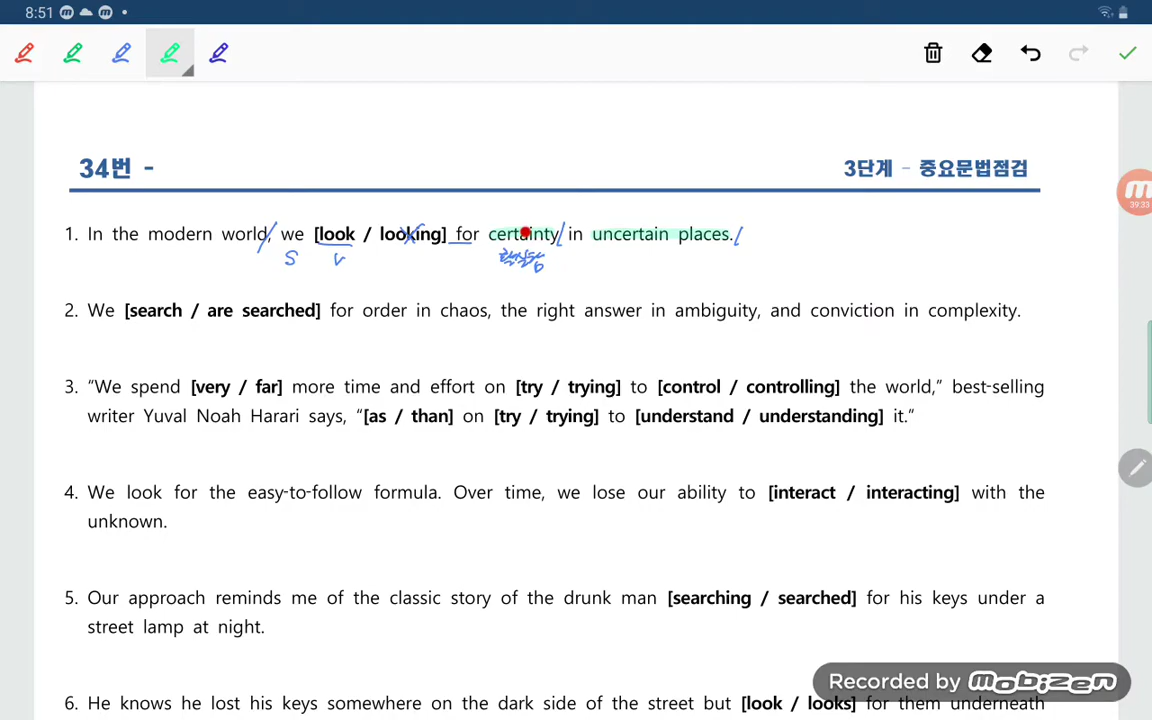 8:51
34번 -
3단계 - 중요문법점검
1. In the modern world, we [look / looking] for certainty in uncertain places.
S V 확실함
2. We [search / are searched] for order in chaos, the right answer in ambiguity, and conviction in complexity.
3. “We spend [very / far] more time and effort on [try / trying] to [control / controlling] the world,” best-selling
writer Yuval Noah Harari says, “[as / than] on [try / trying] to [understand / understanding] it.”
4. We look for the easy-to-follow formula. Over time, we lose our ability to [interact / interacting] with the
unknown.
5. Our approach reminds me of the classic story of the drunk man [searching / searched] for his keys under a
street lamp at night.
6. He knows he lost his keys somewhere on the dark side of the street but [look / looks] for them underneath
39:33
Recorded by mobizen